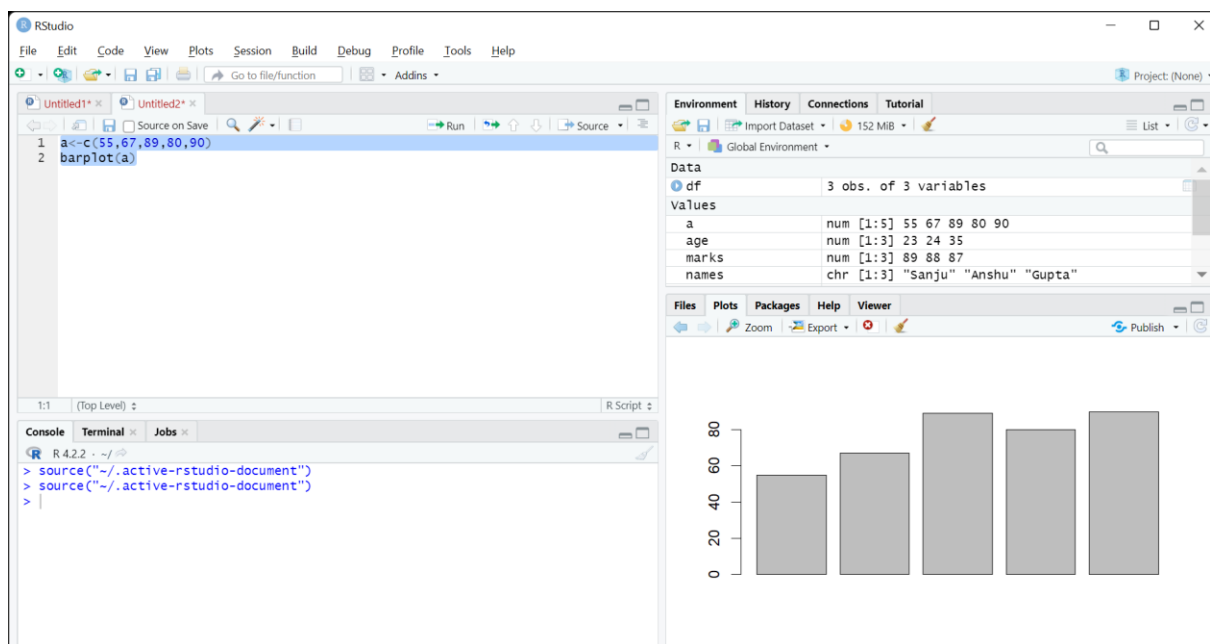 RStudio
File Edit Code View Plots Session Build Debug Profile Tools Help
Go to file/function Addins Project: (None)
Untitled1* Untitled2*
Source on Save Run Source
1 a<-c(55,67,89,80,90)
2 barplot(a)
1:1 (Top Level) R Script
Console Terminal Jobs
R 4.2.2 · ~/
> source("~/.active-rstudio-document")
> source("~/.active-rstudio-document")
>
Environment History Connections Tutorial
Import Dataset 152 MiB List
R Global Environment
Data
df 3 obs. of 3 variables
Values
a num [1:5] 55 67 89 80 90
age num [1:3] 23 24 35
marks num [1:3] 89 88 87
names chr [1:3] "Sanju" "Anshu" "Gupta"
Files Plots Packages Help Viewer
Zoom Export Publish
80
60
40
20
0